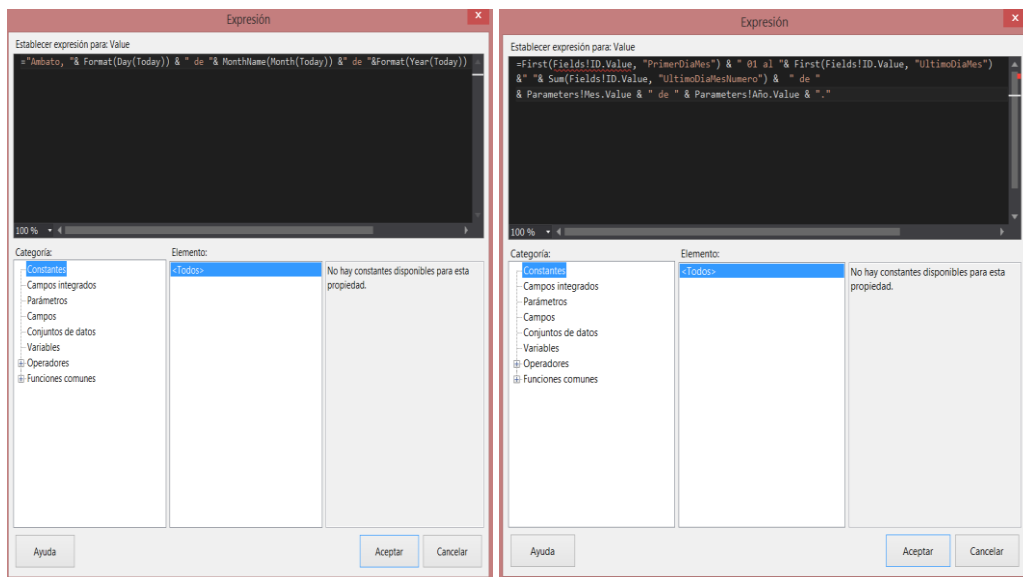 Expresión
x
Establecer expresión para: Value
="Ambato, "& Format(Day(Today)) & " de "& MonthName(Month(Today)) &" de "&Format(Year(Today))
100 %
Categoría:
Constantes
Campos integrados
Parámetros
Campos
Conjuntos de datos
Variables
Operadores
Funciones comunes
Elemento:
<Todos>
No hay constantes disponibles para esta
propiedad.
Ayuda
Aceptar
Cancelar
Expresión
x
Establecer expresión para: Value
=First(Fields!ID.Value, "PrimerDiaMes") & " 01 al "& First(Fields!ID.Value, "UltimoDiaMes")
&" "& Sum(Fields!ID.Value, "UltimoDiaMesNumero") &  " de "
& Parameters!Mes.Value & " de " & Parameters!Año.Value & "."
100 %
Categoría:
Constantes
Campos integrados
Parámetros
Campos
Conjuntos de datos
Variables
Operadores
Funciones comunes
Elemento:
<Todos>
No hay constantes disponibles para esta
propiedad.
Ayuda
Aceptar
Cancelar